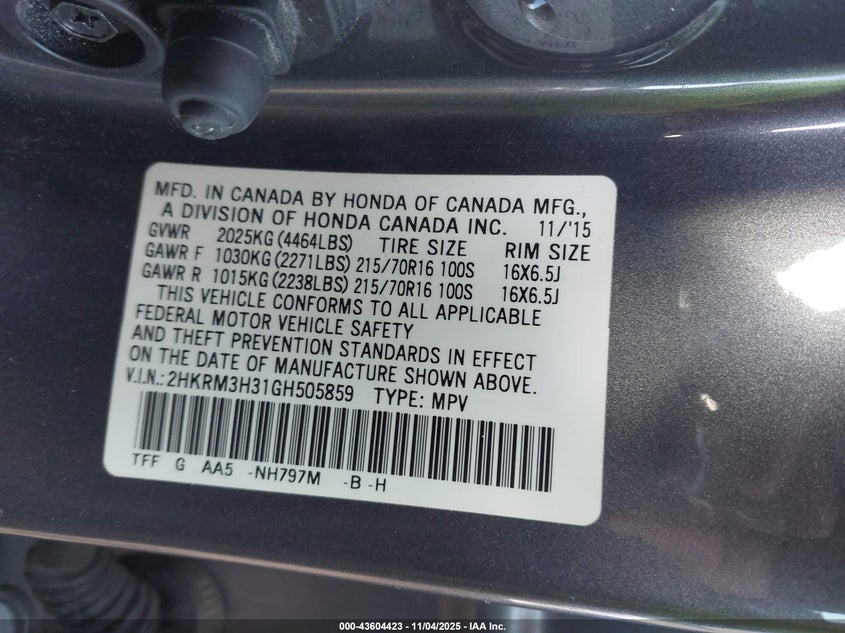 MFD. IN CANADA BY HONDA OF CANADA MFG.,
A DIVISION OF HONDA CANADA INC. 11/'15
GVWR 2025KG (4464LBS) TIRE SIZE RIM SIZE
GAWR F 1030KG (2271LBS) 215/70R16 100S 16X6.5J
GAWR R 1015KG (2238LBS) 215/70R16 100S 16X6.5J
THIS VEHICLE CONFORMS TO ALL APPLICABLE
FEDERAL MOTOR VEHICLE SAFETY
AND THEFT PREVENTION STANDARDS IN EFFECT
ON THE DATE OF MANUFACTURE SHOWN ABOVE.
V.I.N.: 2HKRM3H31GH505859 TYPE: MPV
TFF G AA5 -NH797M -B -H
000-43604423 - 11/04/2025 - IAA Inc.